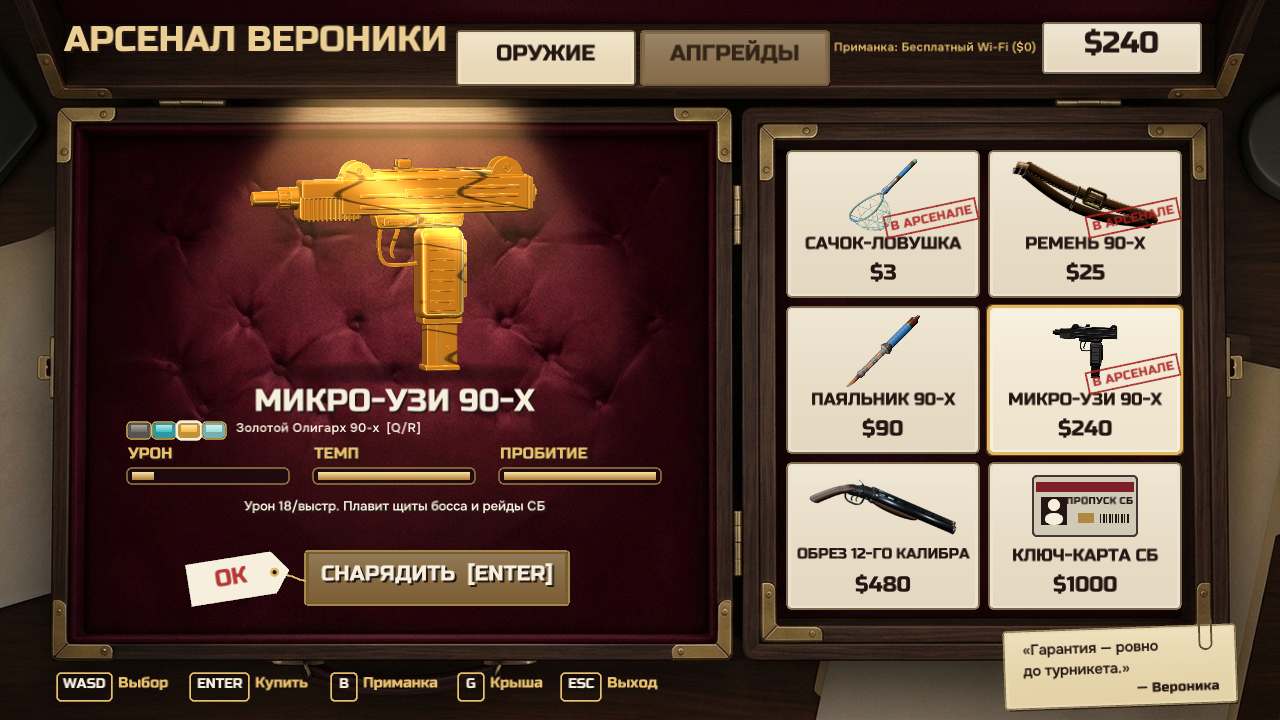 АРСЕНАЛ ВЕРОНИКИ
ОРУЖИЕ
АПГРЕЙДЫ
Приманка: Бесплатный Wi-Fi ($0)
$240
МИКРО-УЗИ 90-Х
Золотой Олигарх 90-х [Q/R]
УРОН
ТЕМП
ПРОБИТИЕ
Урон 18/выстр. Плавит щиты босса и рейды СБ
OK
СНАРЯДИТЬ [ENTER]
В АРСЕНАЛЕ
САЧОК-ЛОВУШКА
$3
В АРСЕНАЛЕ
РЕМЕНЬ 90-Х
$25
ПАЯЛЬНИК 90-Х
$90
В АРСЕНАЛЕ
МИКРО-УЗИ 90-Х
$240
ОБРЕЗ 12-ГО КАЛИБРА
$480
ПРОПУСК СБ
КЛЮЧ-КАРТА СБ
$1000
«Гарантия — ровно
до турникета.»
— Вероника
WASD Выбор
ENTER Купить
B Приманка
G Крыша
ESC Выход